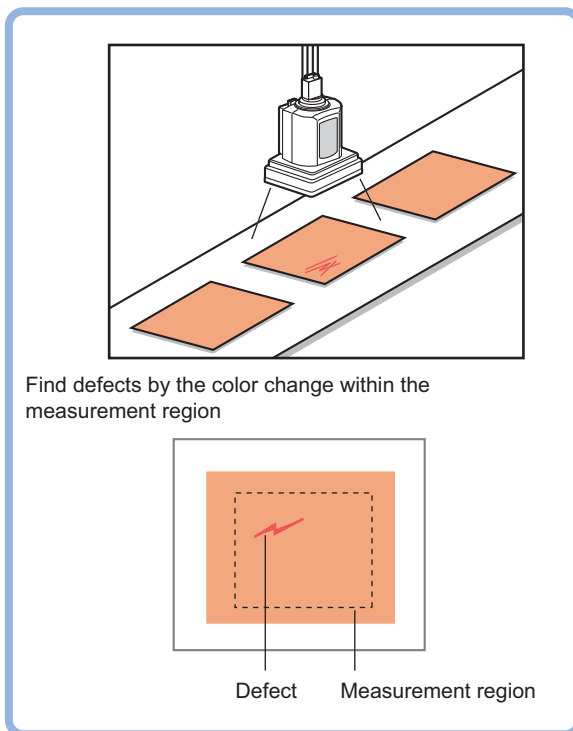 Find defects by the color change within the
measurement region
Defect
Measurement region